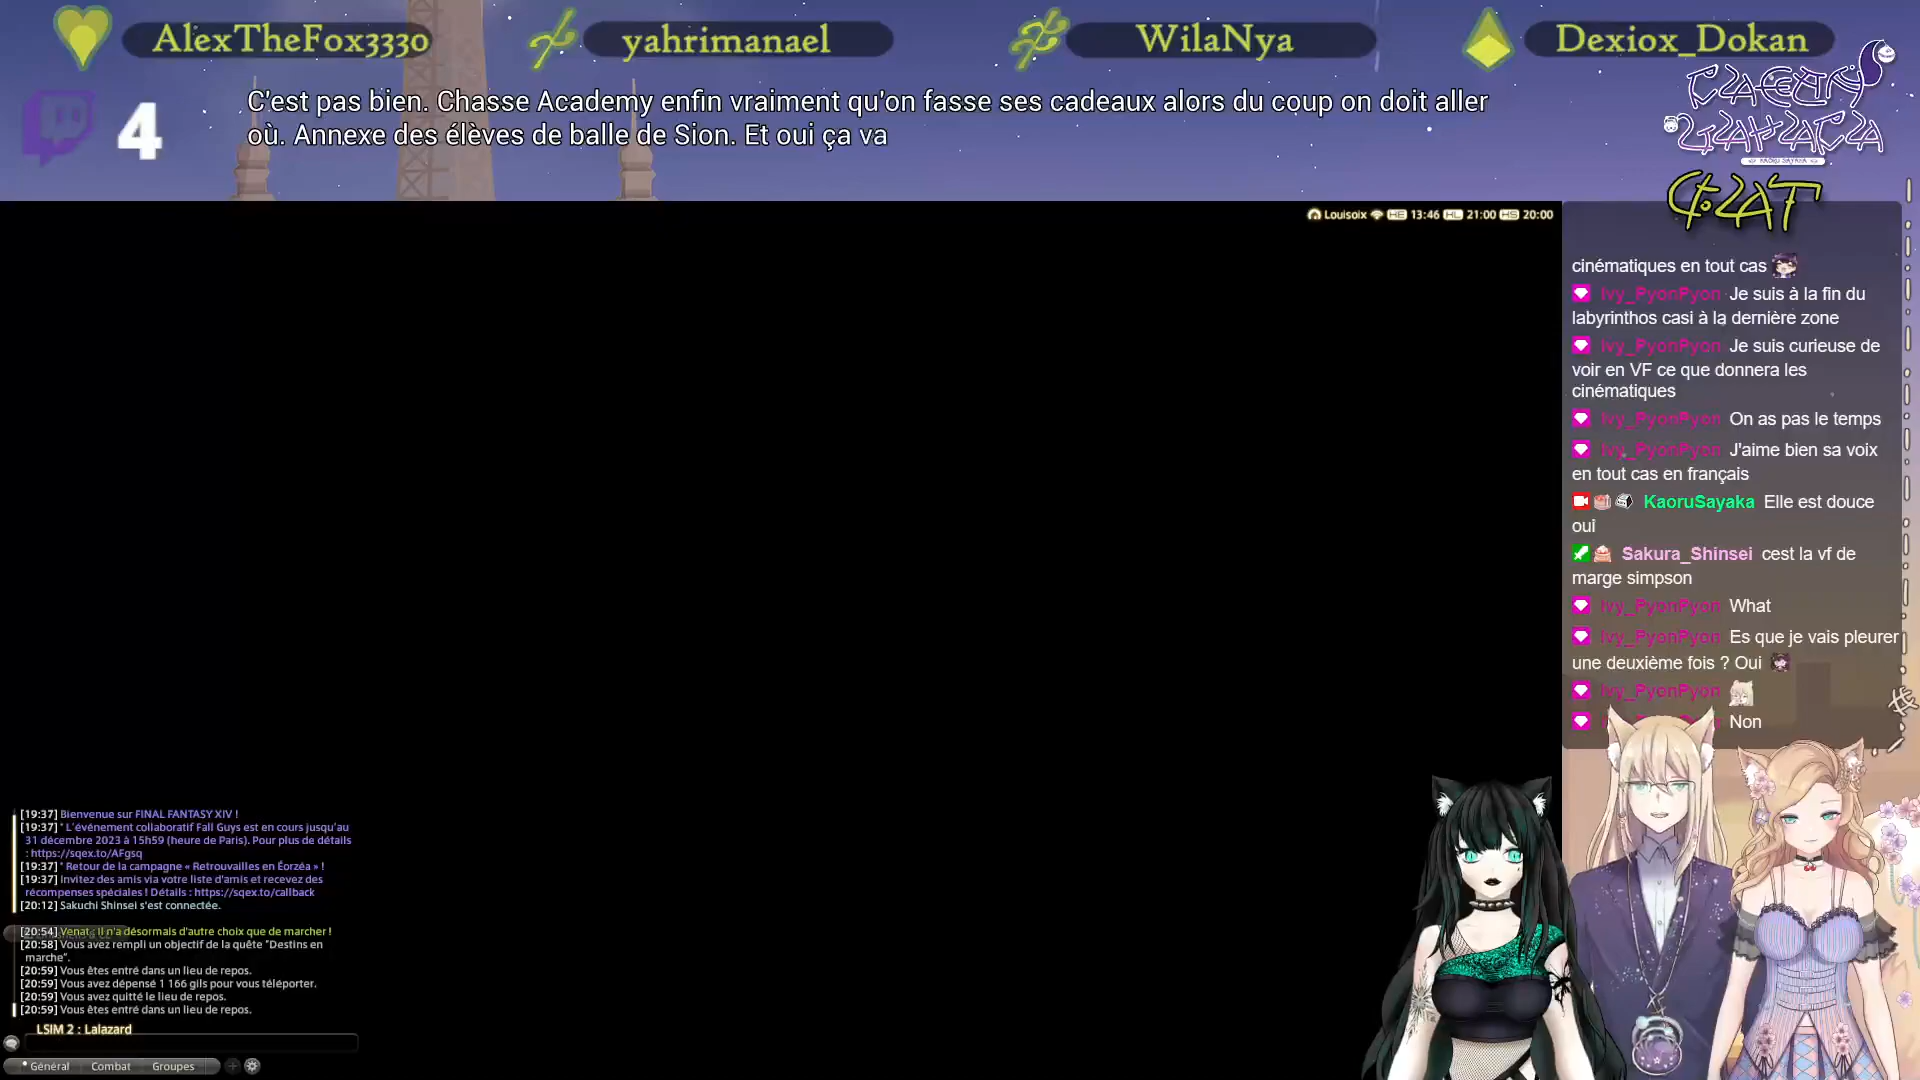 AlexTheFox3330
yahrimanael
WilaNya
Dexiox_Dokan
4
C'est pas bien. Chasse Academy enfin vraiment qu'on fasse ses cadeaux alors du coup on doit aller
où. Annexe des élèves de balle de Sion. Et oui ça va
Louisoix HE 13:46 HL 21:00 HS 20:00
cinématiques en tout cas
Ivy_PyonPyon Je suis à la fin du
labyrinthos casi à la dernière zone
Ivy_PyonPyon Je suis curieuse de
voir en VF ce que donnera les
cinématiques
Ivy_PyonPyon On as pas le temps
Ivy_PyonPyon J'aime bien sa voix
en tout cas en français
KaoruSayaka Elle est douce
oui
Sakura_Shinsei cest la vf de
marge simpson
Ivy_PyonPyon What
Ivy_PyonPyon Es que je vais pleurer
une deuxième fois ? Oui
Ivy_PyonPyon
Non
[19:37] Bienvenue sur FINAL FANTASY XIV !
[19:37] * L'événement collaboratif Fall Guys est en cours jusqu'au
31 décembre 2023 à 15h59 (heure de Paris). Pour plus de détails
: https://sqex.to/AFgsq
[19:37] * Retour de la campagne « Retrouvailles en Éorzéa » !
[19:37] Invitez des amis via votre liste d'amis et recevez des
récompenses spéciales ! Détails : https://sqex.to/callback
[20:12] Sakuchi Shinsei s'est connectée.
[20:54] Venat : Il n'a désormais d'autre choix que de marcher !
[20:58] Vous avez rempli un objectif de la quête "Destins en
marche".
[20:59] Vous êtes entré dans un lieu de repos.
[20:59] Vous avez dépensé 1 166 gils pour vous téléporter.
[20:59] Vous avez quitté le lieu de repos.
[20:59] Vous êtes entré dans un lieu de repos.
LSIM 2 : Lalazard
Général Combat Groupes